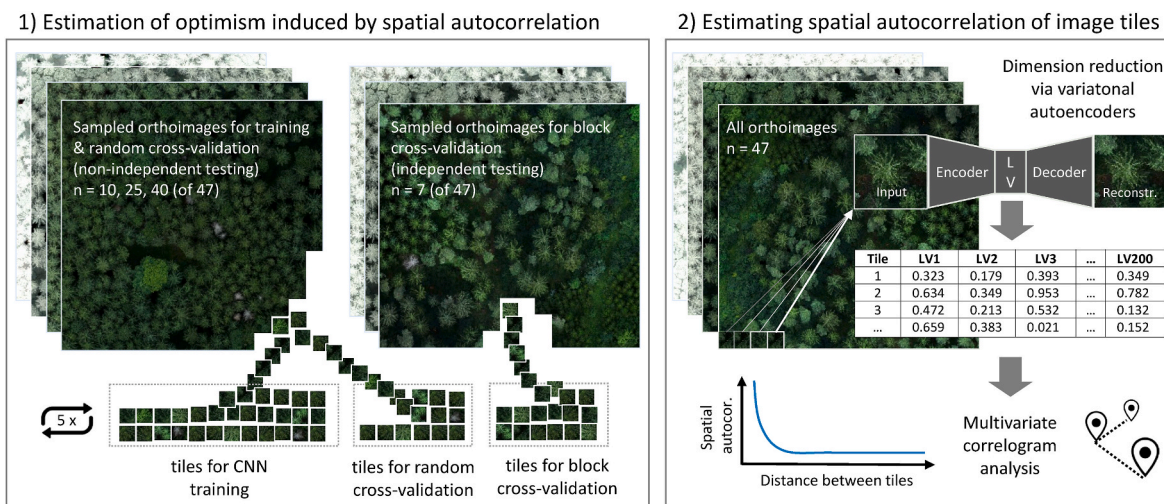 1) Estimation of optimism induced by spatial autocorrelation
Sampled orthoimages for training
& random cross-validation
(non-independent testing)
n = 10, 25, 40 (of 47)
Sampled orthoimages for block
cross-validation
(independent testing)
n = 7 (of 47)
5 x
tiles for CNN
training
tiles for random
cross-validation
tiles for block
cross-validation
2) Estimating spatial autocorrelation of image tiles
All orthoimages
n = 47
Dimension reduction
via variatonal
autoencoders
Input
Encoder
L
V
Decoder
Reconstr.
Tile LV1 LV2 LV3 ... LV200
1 0.323 0.179 0.393 ... 0.349
2 0.634 0.349 0.953 ... 0.782
3 0.472 0.213 0.532 ... 0.132
... 0.659 0.383 0.021 ... 0.152
Spatial
autocor.
Distance between tiles
Multivariate
correlogram
analysis